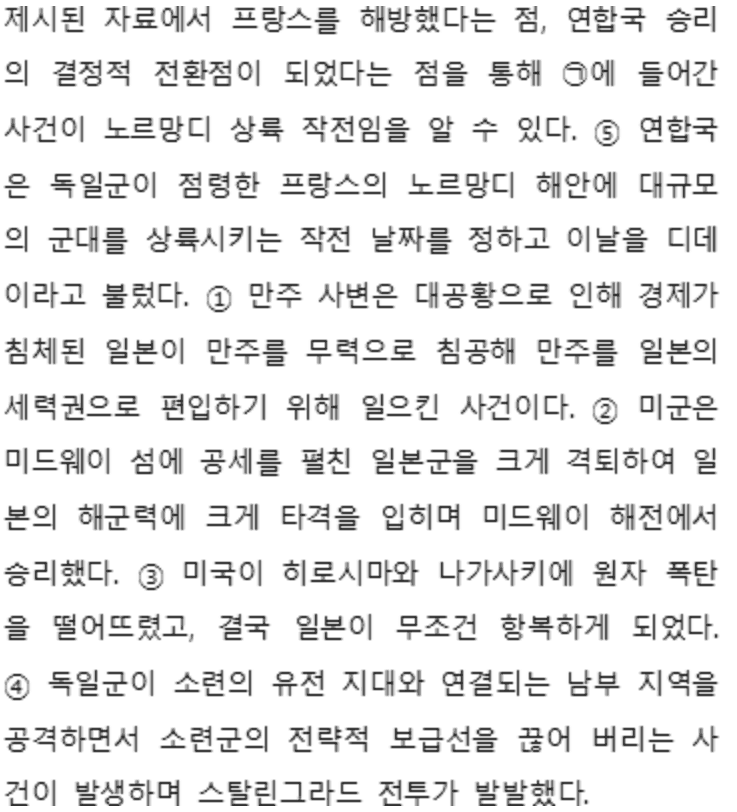 제시된 자료에서 프랑스를 해방했다는 점, 연합국 승리
의 결정적 전환점이 되었다는 점을 통해 ㉠에 들어간
사건이 노르망디 상륙 작전임을 알 수 있다. ⑤ 연합국
은 독일군이 점령한 프랑스의 노르망디 해안에 대규모
의 군대를 상륙시키는 작전 날짜를 정하고 이날을 디데
이라고 불렀다. ① 만주 사변은 대공황으로 인해 경제가
침체된 일본이 만주를 무력으로 침공해 만주를 일본의
세력권으로 편입하기 위해 일으킨 사건이다. ② 미군은
미드웨이 섬에 공세를 펼친 일본군을 크게 격퇴하여 일
본의 해군력에 크게 타격을 입히며 미드웨이 해전에서
승리했다. ③ 미국이 히로시마와 나가사키에 원자 폭탄
을 떨어뜨렸고, 결국 일본이 무조건 항복하게 되었다.
④ 독일군이 소련의 유전 지대와 연결되는 남부 지역을
공격하면서 소련군의 전략적 보급선을 끊어 버리는 사
건이 발생하며 스탈린그라드 전투가 발발했다.